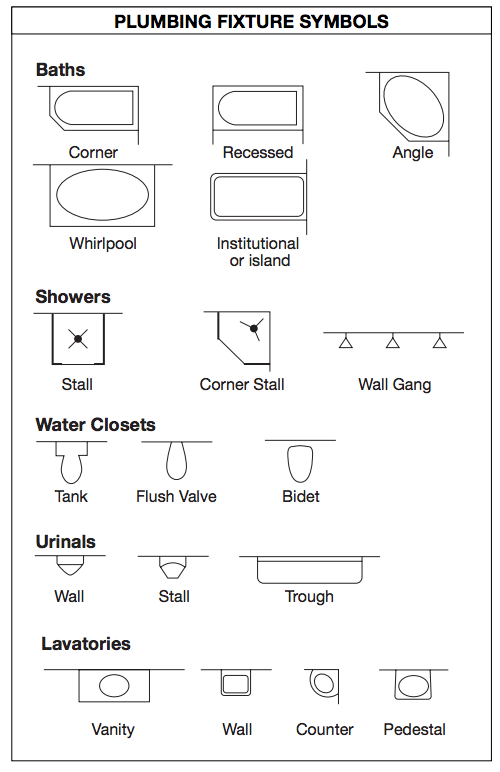 PLUMBING FIXTURE SYMBOLS
Baths
Corner
Recessed
Angle
Whirlpool
Institutional
or island
Showers
Stall
Corner Stall
Wall Gang
Water Closets
Tank
Flush Valve
Bidet
Urinals
Wall
Stall
Trough
Lavatories
Vanity
Wall
Counter
Pedestal